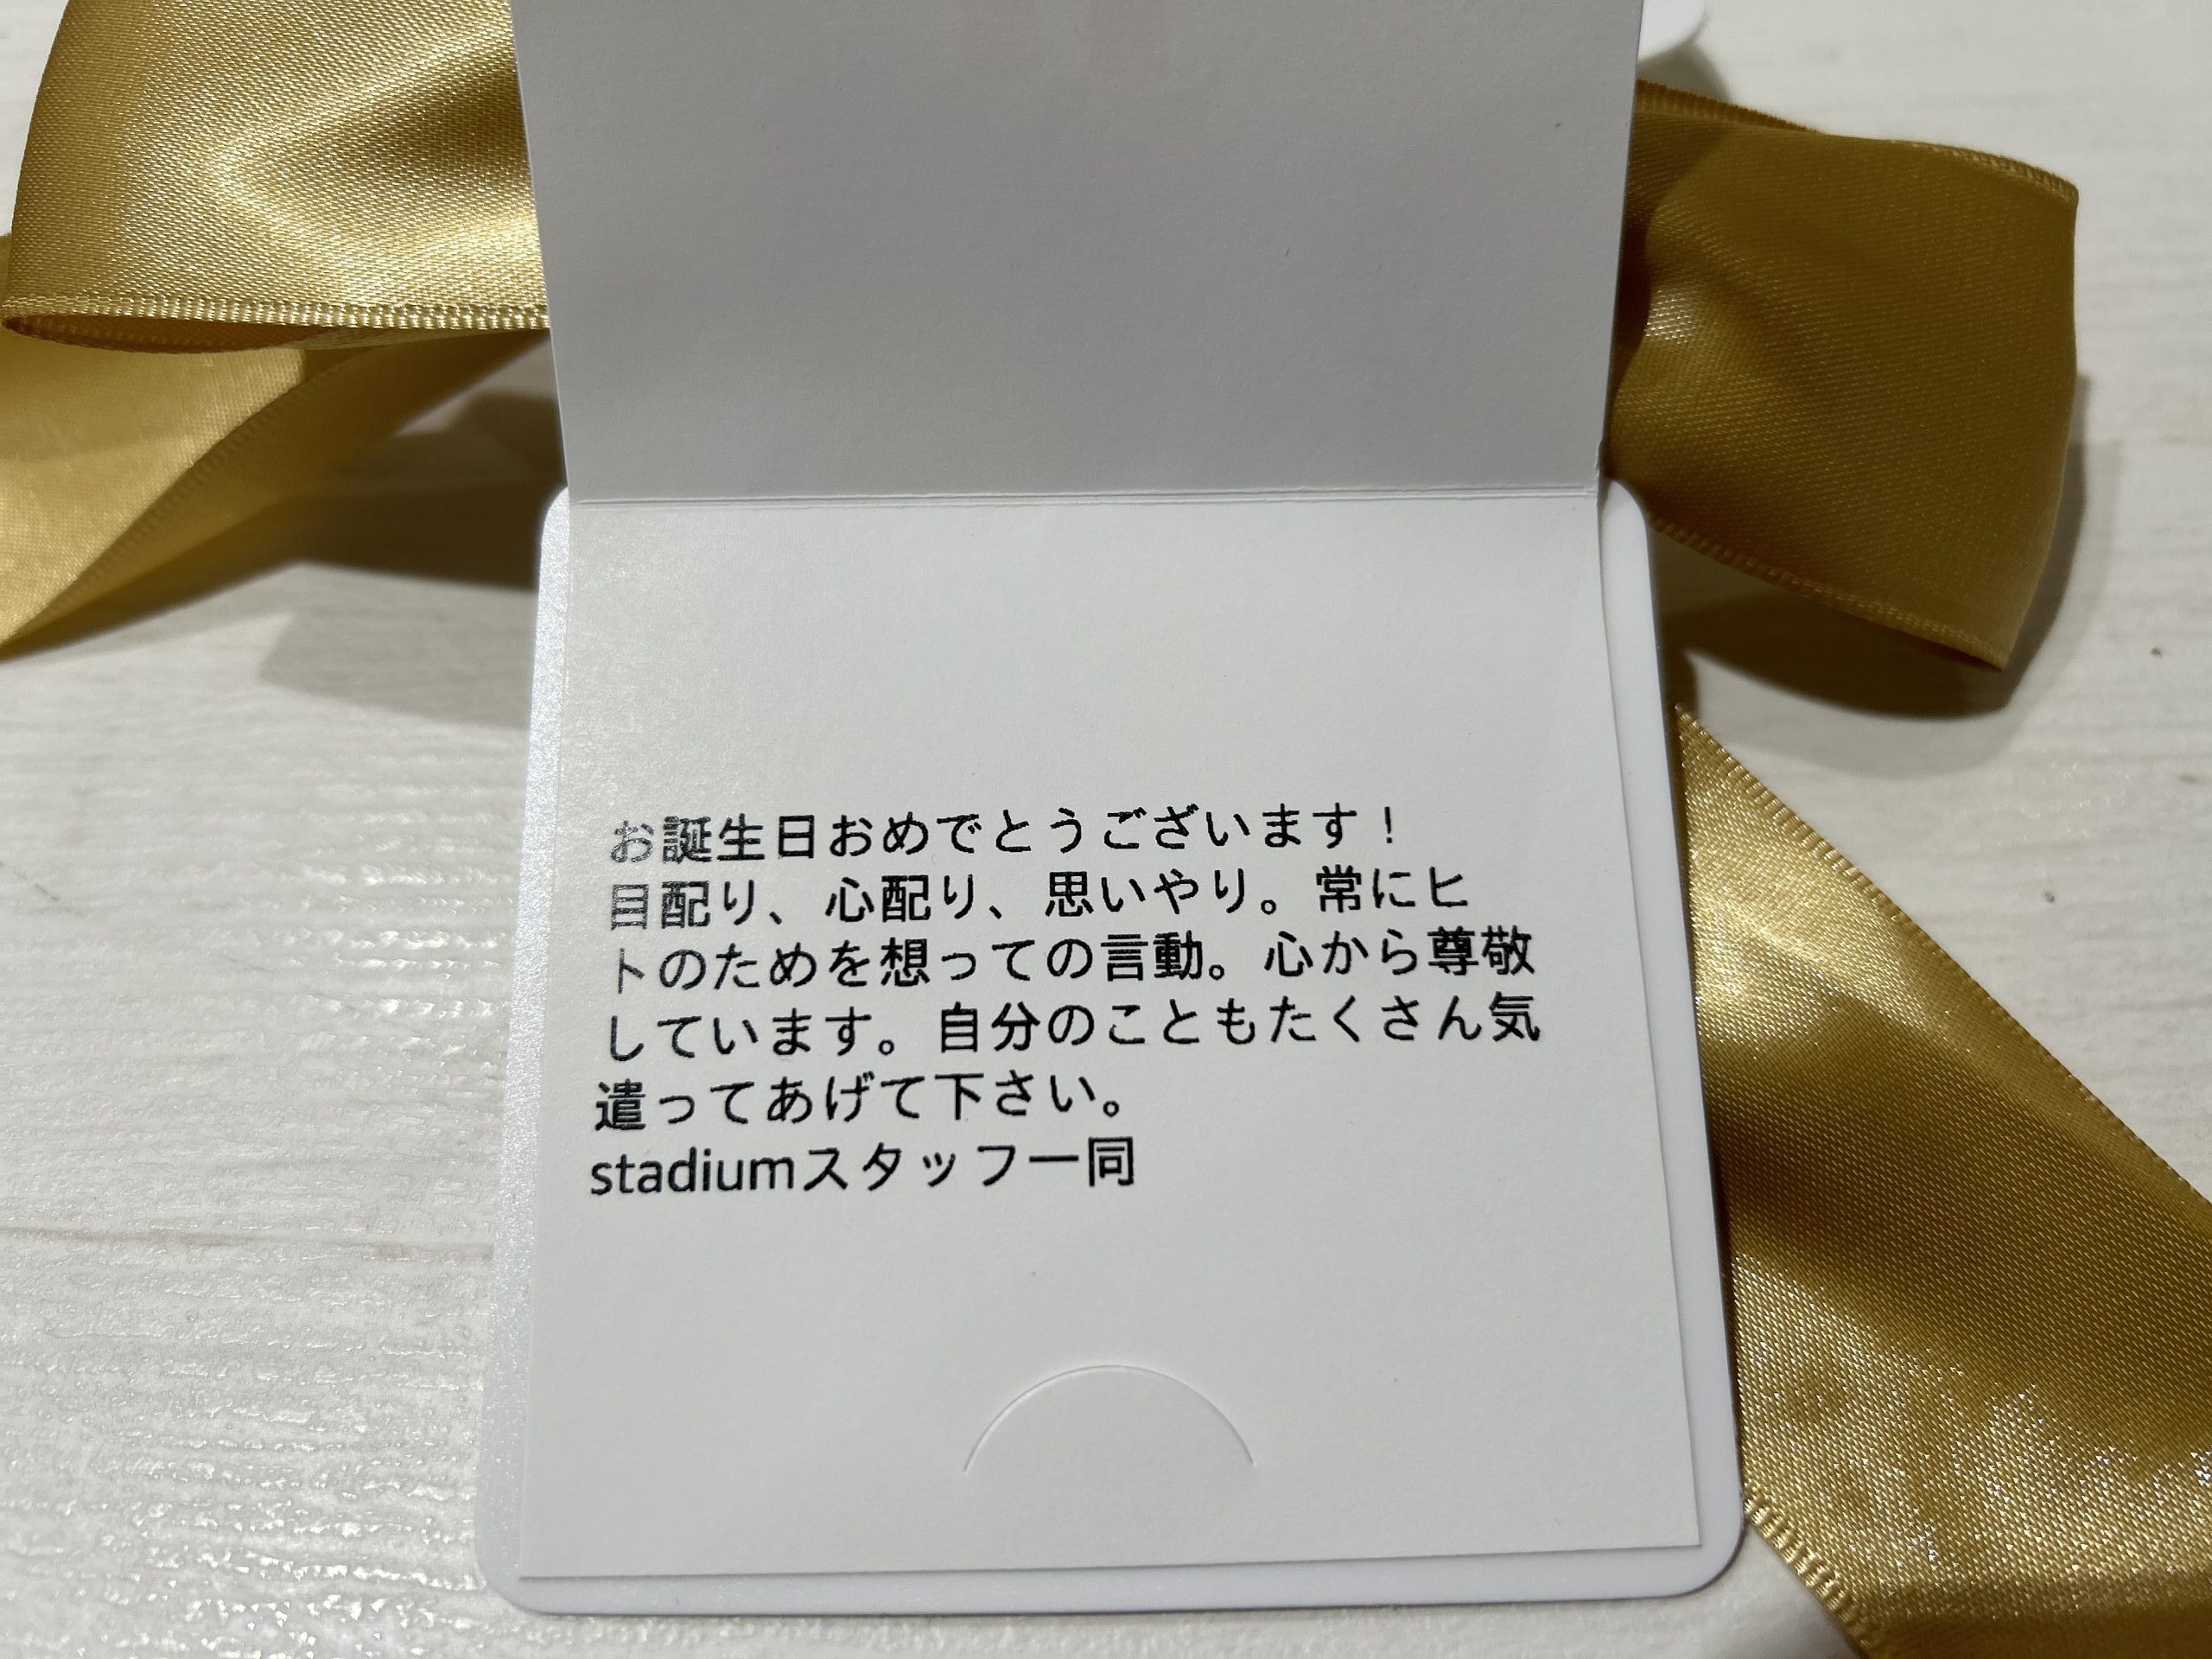 お誕生日おめでとうございます！
目配り、心配り、思いやり。常にヒ
トのためを想っての言動。心から尊敬
しています。自分のこともたくさん気
遣ってあげて下さい。
stadiumスタッフ一同